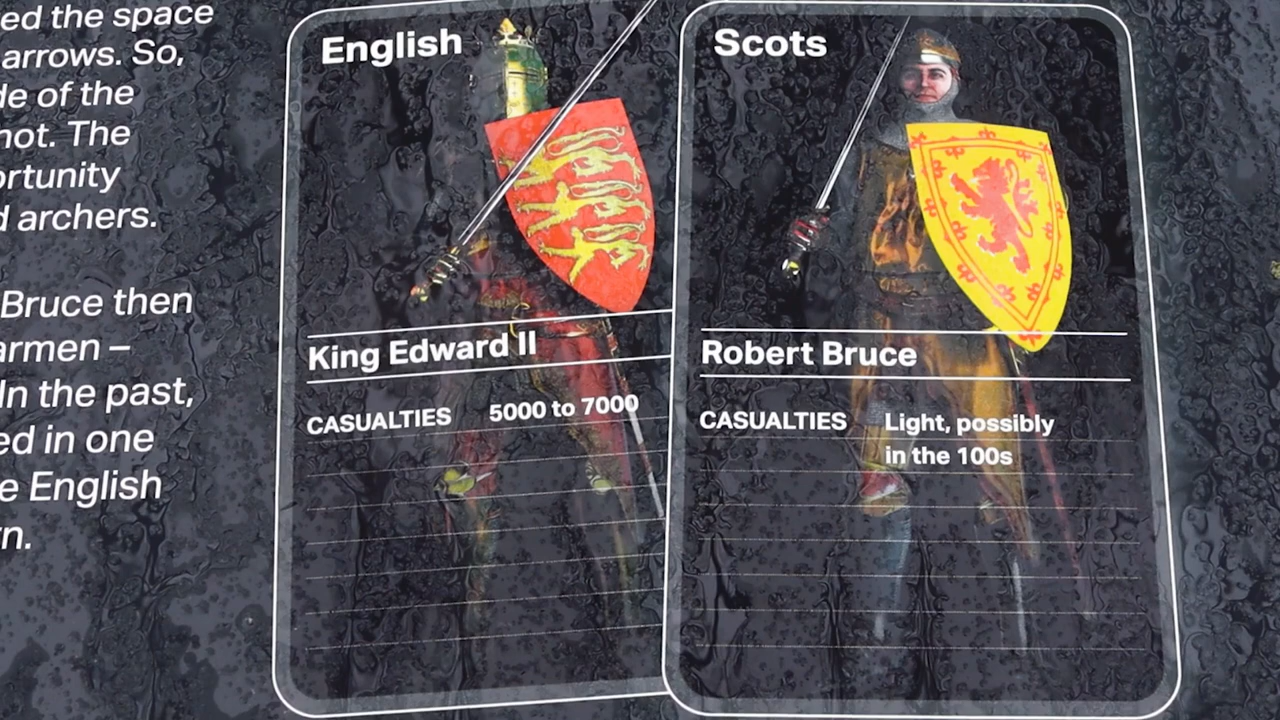 ed the space
arrows. So,
de of the
not. The
ortunity
d archers.
Bruce then
armen –
In the past,
ed in one
e English
n.
English
King Edward II
CASUALTIES 5000 to 7000
Scots
Robert Bruce
CASUALTIES Light, possibly
in the 100s